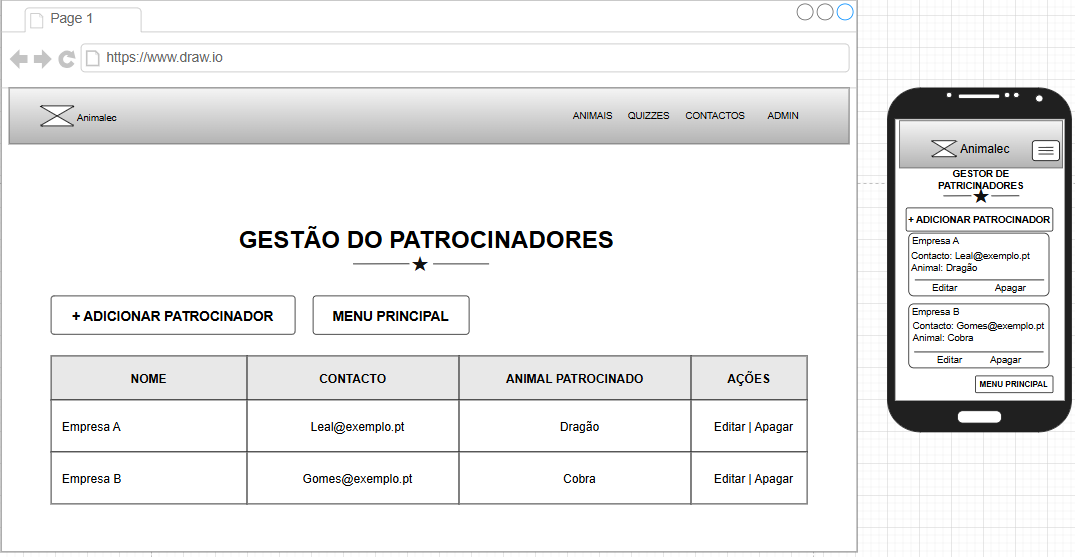 Page 1
https://www.draw.io
Animalec
ANIMAIS QUIZZES CONTACTOS ADMIN
GESTÃO DO PATROCINADORES
+ ADICIONAR PATROCINADOR
MENU PRINCIPAL
NOME CONTACTO ANIMAL PATROCINADO AÇÕES
Empresa A Leal@exemplo.pt Dragão Editar | Apagar
Empresa B Gomes@exemplo.pt Cobra Editar | Apagar
Animalec
GESTOR DE
PATRICINADORES
+ ADICIONAR PATROCINADOR
Empresa A
Contacto: Leal@exemplo.pt
Animal: Dragão
Editar Apagar
Empresa B
Contacto: Gomes@exemplo.pt
Animal: Cobra
Editar Apagar
MENU PRINCIPAL